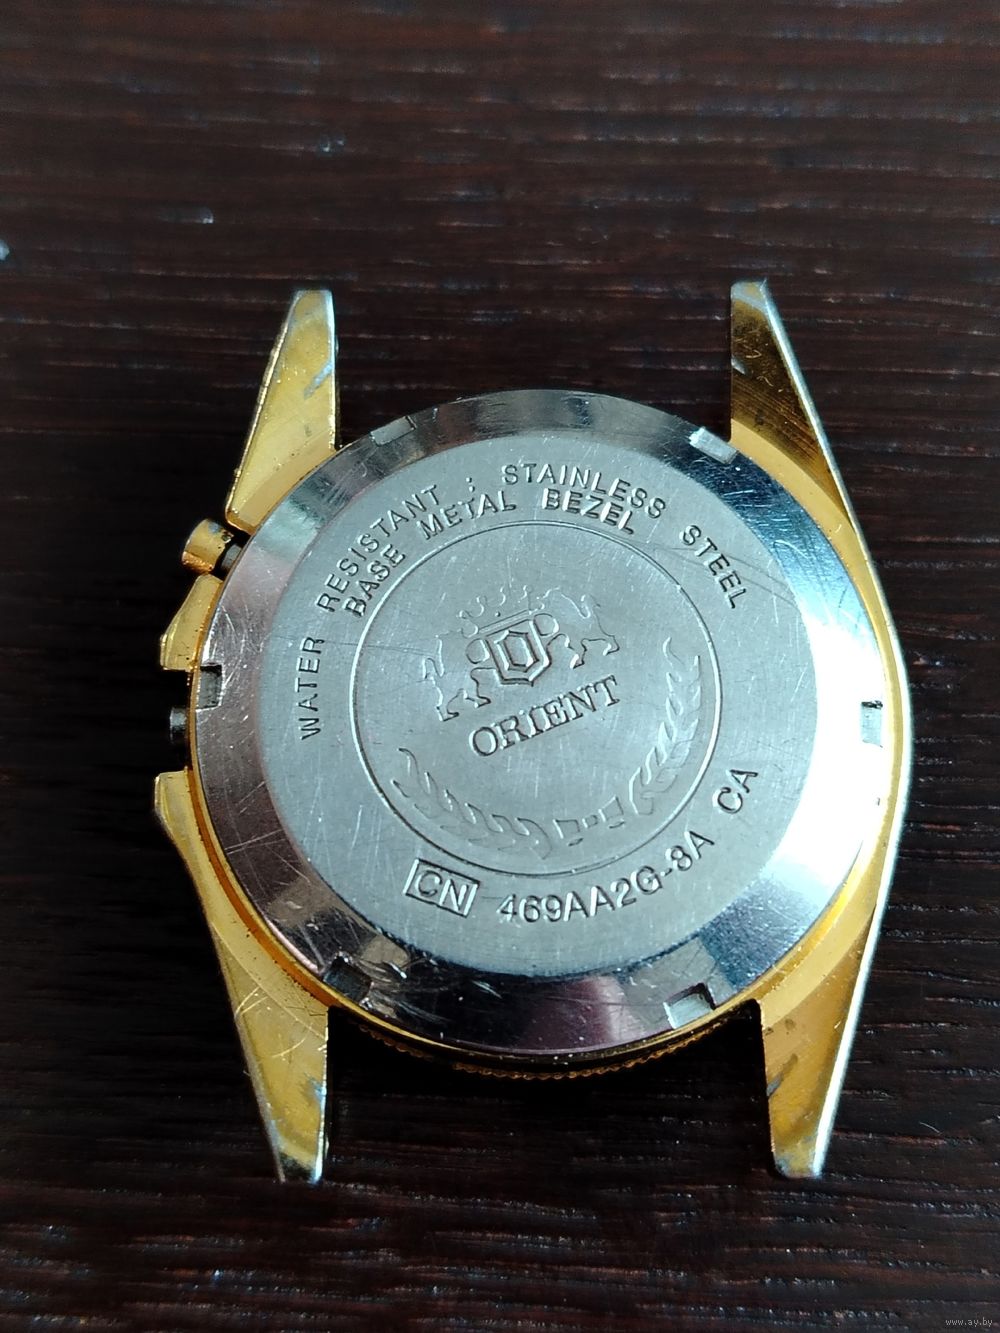 WATER RESISTANT : STAINLESS STEEL
BASE METAL BEZEL
ORIENT
CN 469AA2G-8A CA
www.ay.by